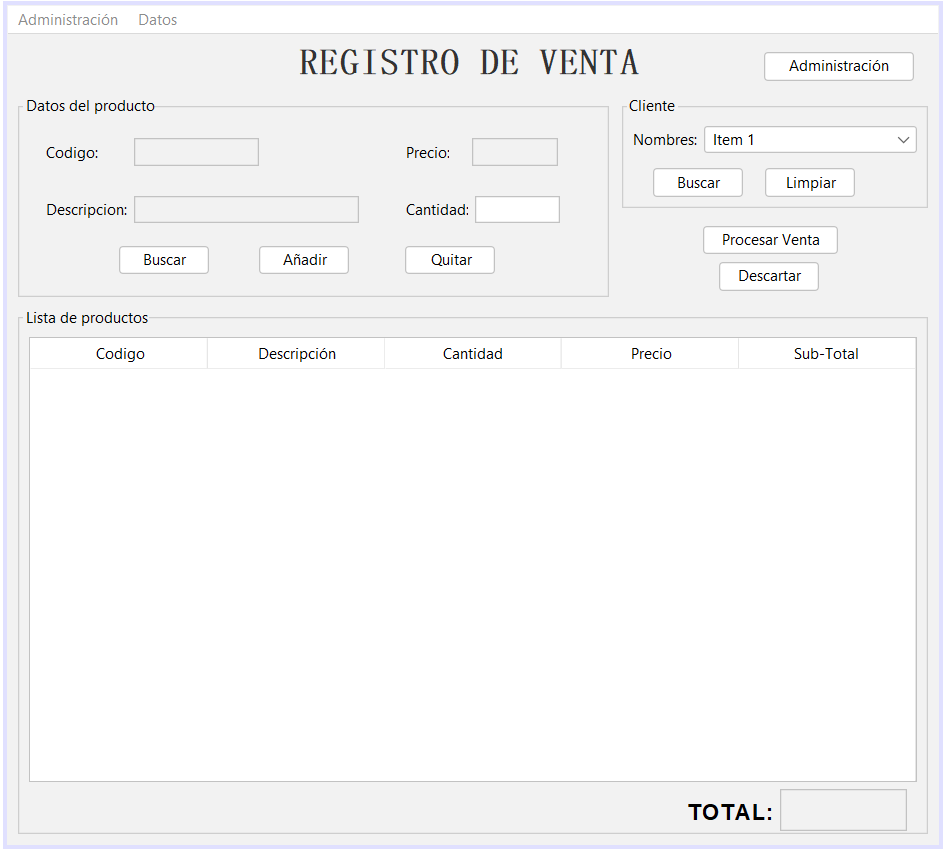 Administración Datos
REGISTRO DE VENTA
Administración
Datos del producto
Codigo:
Precio:
Descripcion:
Cantidad:
Buscar
Añadir
Quitar
Cliente
Nombres: Item 1
Buscar
Limpiar
Procesar Venta
Descartar
Lista de productos
Codigo Descripción Cantidad Precio Sub-Total
TOTAL: